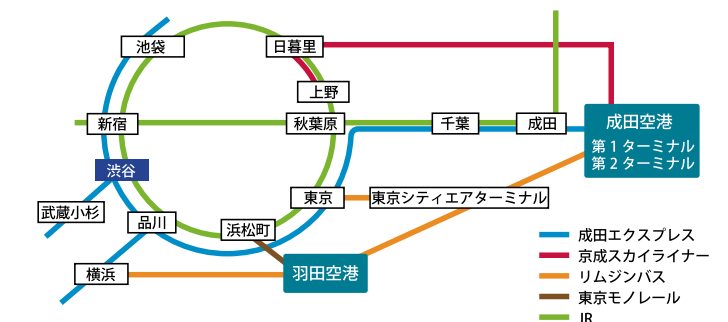 池袋
日暮里
上野
新宿
秋葉原
千葉
成田
成田空港
第1ターミナル
第2ターミナル
渋谷
武蔵小杉
品川
浜松町
東京
東京シティエアターミナル
横浜
羽田空港
成田エクスプレス
京成スカイライナー
リムジンバス
東京モノレール
JR